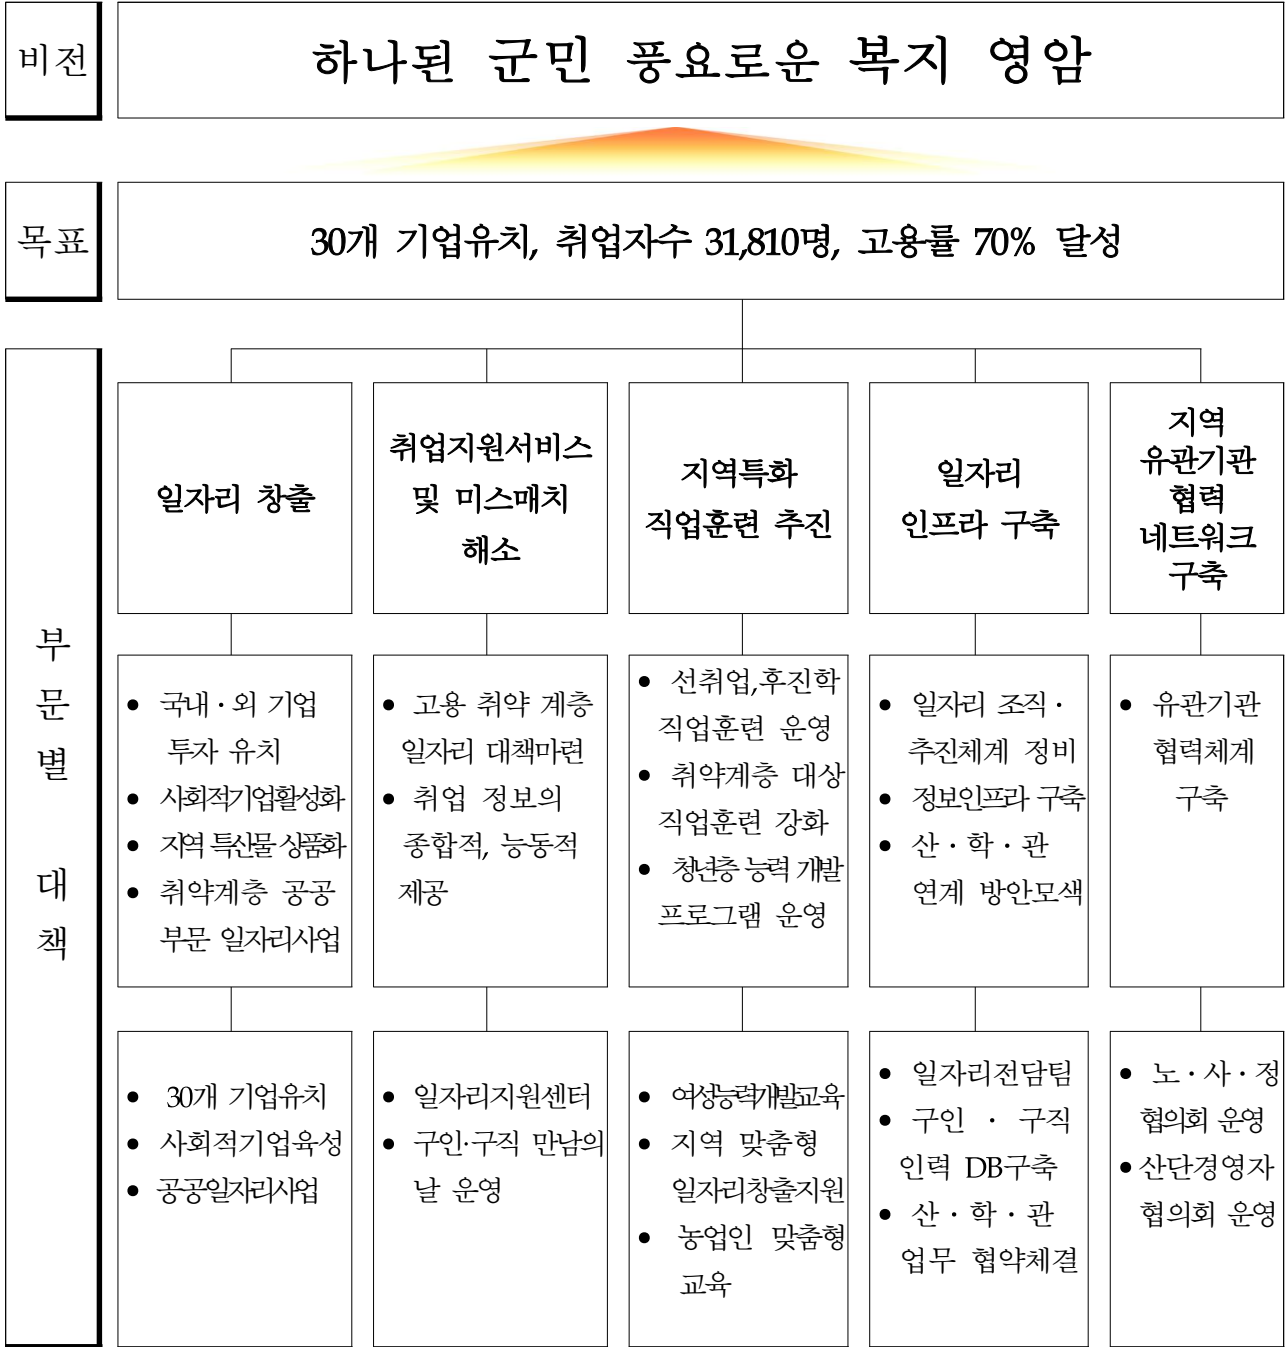 비전
하나된 군민 풍요로운 복지 영암
목표
30개 기업유치, 취업자수 31,810명, 고용률 70% 달성
부
문
별
대
책
일자리 창출
취업지원서비스
및 미스매치
해소
지역특화
직업훈련 추진
일자리
인프라 구축
지역
유관기관
협력
네트워크
구축
• 국내·외 기업
투자 유치
• 사회적기업활성화
• 지역 특산물 상품화
• 취약계층 공공
부문 일자리사업
• 고용 취약 계층
일자리 대책마련
• 취업 정보의
종합적, 능동적
제공
• 선취업,후진학
직업훈련 운영
• 취약계층 대상
직업훈련 강화
• 청년층 능력 개발
프로그램 운영
• 일자리 조직·
추진체계 정비
• 정보인프라 구축
• 산·학·관
연계 방안모색
• 유관기관
협력체계
구축
• 30개 기업유치
• 사회적기업육성
• 공공일자리사업
• 일자리지원센터
• 구인·구직 만남의
날 운영
• 여성능력개발교육
• 지역 맞춤형
일자리창출지원
• 농업인 맞춤형
교육
• 일자리전담팀
• 구인 · 구직
인력 DB구축
• 산·학·관
업무 협약체결
• 노·사·정
협의회 운영
• 산단경영자
협의회 운영